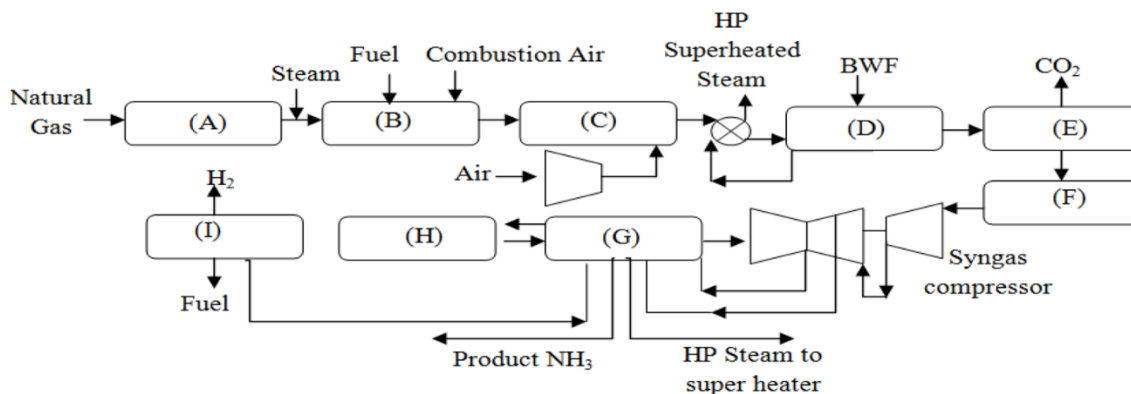 HP
Superheated
Steam
Fuel
Combustion Air
Steam
BWF
CO₂
Natural
Gas
(A)
(B)
(C)
(D)
(E)
Air
H₂
(I)
(H)
(G)
(F)
Syngas
compressor
Fuel
Product NH₃
HP Steam to
super heater